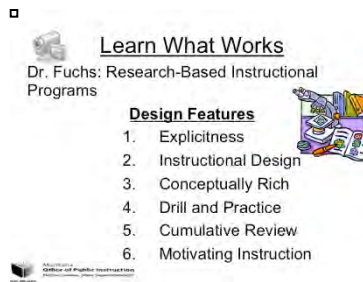 Learn What Works
Dr. Fuchs: Research-Based Instructional
Programs
Design Features
1. Explicitness
2. Instructional Design
3. Conceptually Rich
4. Drill and Practice
5. Cumulative Review
6. Motivating Instruction
Montana
Office of Public Instruction